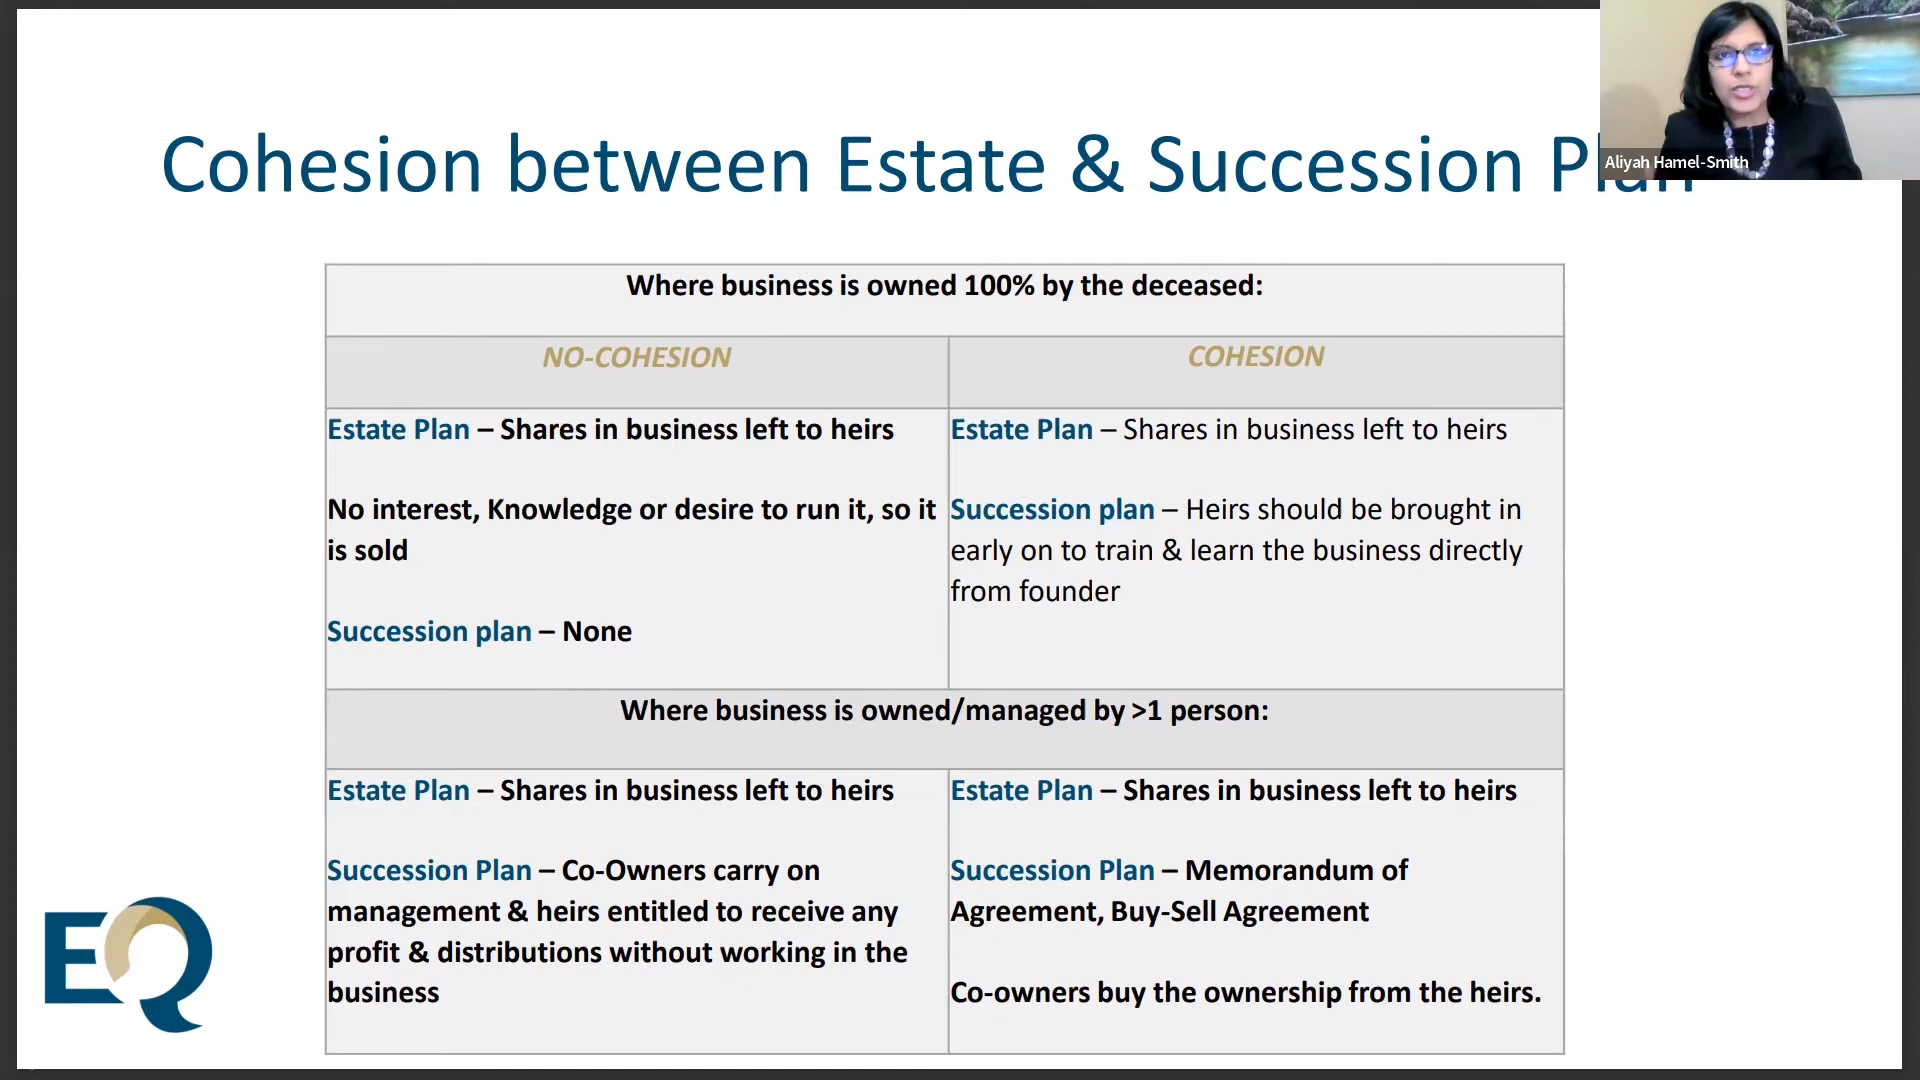 Cohesion between Estate & Succession Plan
Aliyah Hamel-Smith
Where business is owned 100% by the deceased:
NO-COHESION
COHESION
Estate Plan – Shares in business left to heirs
No interest, Knowledge or desire to run it, so it
is sold
Succession plan – None
Estate Plan – Shares in business left to heirs
Succession plan – Heirs should be brought in
early on to train & learn the business directly
from founder
Where business is owned/managed by >1 person:
Estate Plan – Shares in business left to heirs
Succession Plan – Co-Owners carry on
management & heirs entitled to receive any
profit & distributions without working in the
business
Estate Plan – Shares in business left to heirs
Succession Plan – Memorandum of
Agreement, Buy-Sell Agreement
Co-owners buy the ownership from the heirs.
EQ